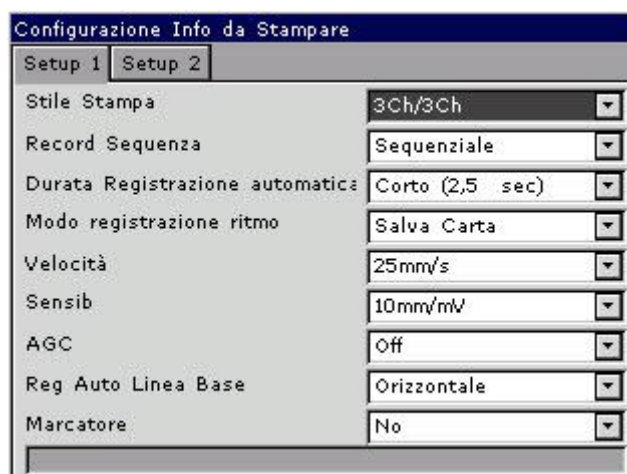 Configurazione Info da Stampare
Setup 1 Setup 2
Stile Stampa 3Ch/3Ch
Record Sequenza Sequenziale
Durata Registrazione automatica Corto (2,5 sec)
Modo registrazione ritmo Salva Carta
Velocità 25mm/s
Sensib 10mm/mV
AGC Off
Reg Auto Linea Base Orizzontale
Marcatore No